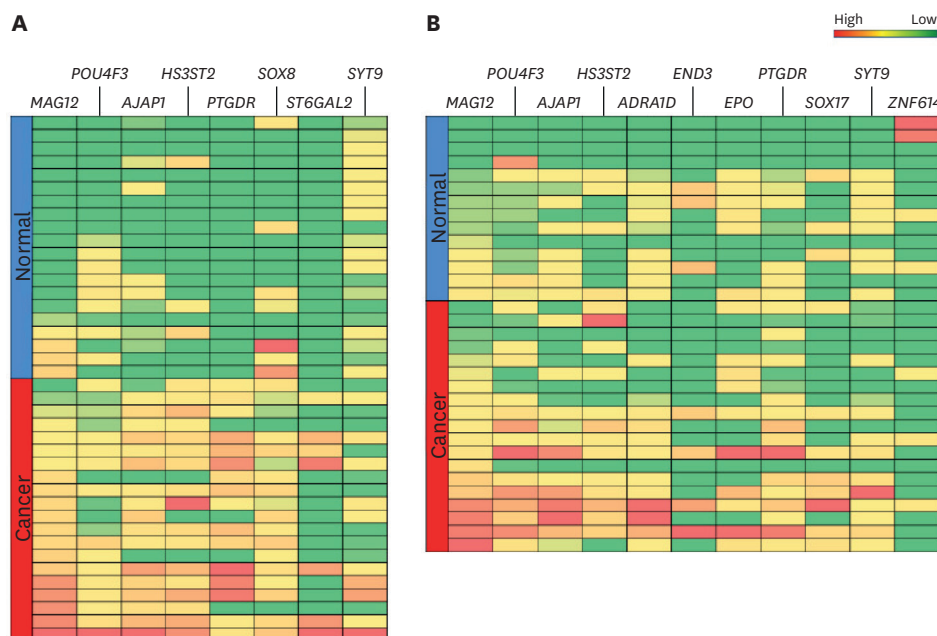 A
POU4F3 HS3ST2 SOX8 SYT9
MAG12 AJAP1 PTGDR ST6GAL2
Normal
Cancer
B
High Low
POU4F3 HS3ST2 END3 PTGDR SYT9
MAG12 AJAP1 ADRA1D EPO SOX17 ZNF614
Normal
Cancer